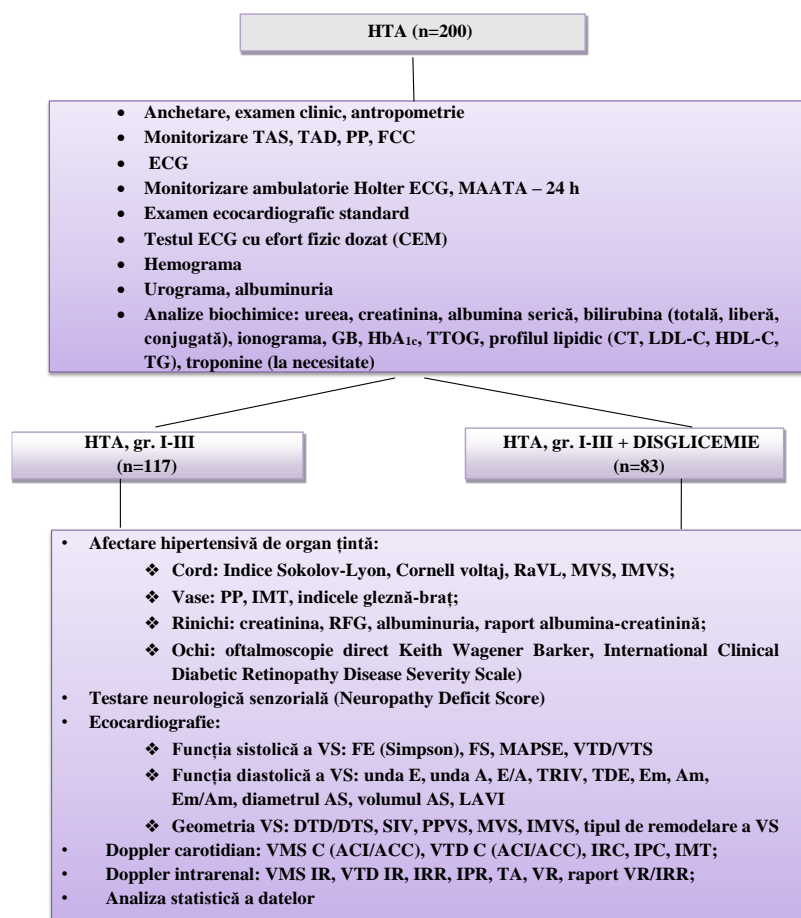 HTA (n=200)
• Anchetare, examen clinic, antropometrie
• Monitorizare TAS, TAD, PP, FCC
• ECG
• Monitorizare ambulatorie Holter ECG, MAATA – 24 h
• Examen ecocardiografic standard
• Testul ECG cu efort fizic dozat (CEM)
• Hemograma
• Urograma, albuminuria
• Analize biochimice: ureea, creatinina, albumina serică, bilirubina (totală, liberă,
conjugată), ionograma, GB, HbA1c, TTOG, profilul lipidic (CT, LDL-C, HDL-C,
TG), troponine (la necesitate)
HTA, gr. I-III
(n=117)
HTA, gr. I-III + DISGLICEMIE
(n=83)
• Afectare hipertensivă de organ țintă:
❖ Cord: Indice Sokolov-Lyon, Cornell voltaj, RaVL, MVS, IMVS;
❖ Vase: PP, IMT, indicele gleznă-braț;
❖ Rinichi: creatinina, RFG, albuminuria, raport albumina-creatinină;
❖ Ochi: oftalmoscopie direct Keith Wagener Barker, International Clinical
Diabetic Retinopathy Disease Severity Scale)
• Testare neurologică senzorială (Neuropathy Deficit Score)
• Ecocardiografie:
❖ Funcția sistolică a VS: FE (Simpson), FS, MAPSE, VTD/VTS
❖ Funcția diastolică a VS: unda E, unda A, E/A, TRIV, TDE, Em, Am,
Em/Am, diametrul AS, volumul AS, LAVI
❖ Geometria VS: DTD/DTS, SIV, PPVS, MVS, IMVS, tipul de remodelare a VS
• Doppler carotidian: VMS C (ACI/ACC), VTD C (ACI/ACC), IRC, IPC, IMT;
• Doppler intrarenal: VMS IR, VTD IR, IRR, IPR, TA, VR, raport VR/IRR;
• Analiza statistică a datelor